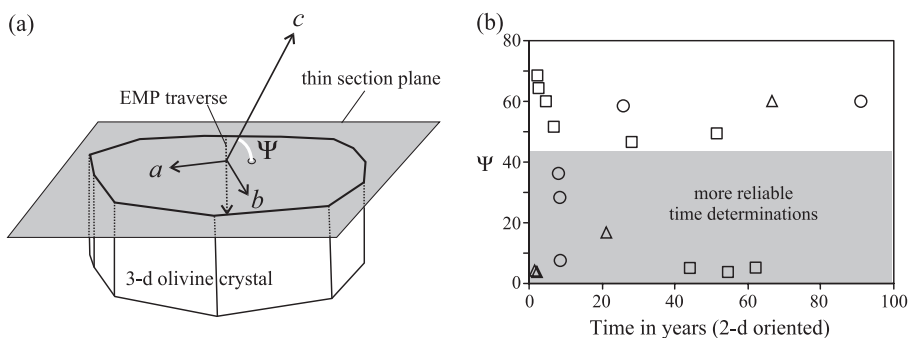 (a)
c
thin section plane
EMP traverse
Ψ
a
b
3-d olivine crystal
(b)
80
60
Ψ 40
more reliable
time determinations
20
0
0 20 40 60 80 100
Time in years (2-d oriented)